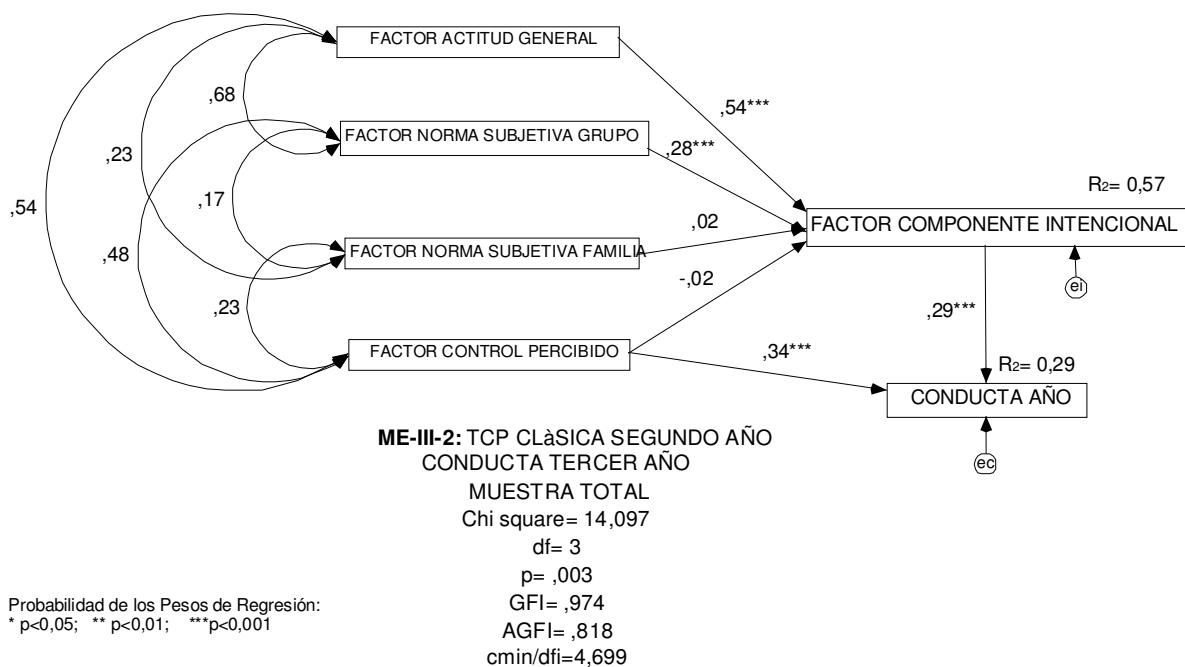 FACTOR ACTITUD GENERAL
,68
,54***
FACTOR NORMA SUBJETIVA GRUPO
,23
,28***
R2= 0,57
,17
,54
FACTOR COMPONENTE INTENCIONAL
,02
FACTOR NORMA SUBJETIVA FAMILIA
,48
-,02
ei
,23
,29***
FACTOR CONTROL PERCIBIDO
,34***
R2= 0,29
CONDUCTA AÑO
ec
ME-III-2: TCP CLàSICA SEGUNDO AÑO
CONDUCTA TERCER AÑO
MUESTRA TOTAL
Chi square= 14,097
df= 3
p= ,003
GFI= ,974
AGFI= ,818
cmin/dfi=4,699
Probabilidad de los Pesos de Regresión:
* p<0,05; ** p<0,01; ***p<0,001